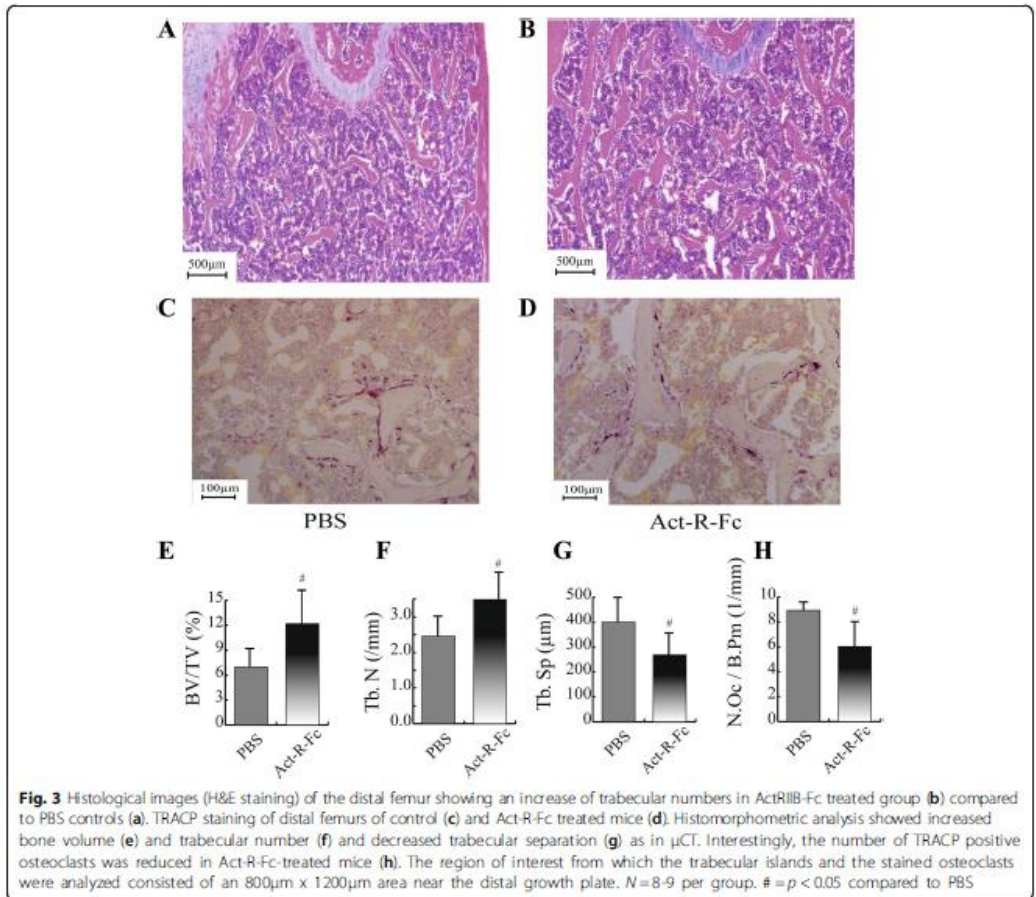 A
B
500µm
500µm
C
D
100µm
100µm
PBS
Act-R-Fc
E
F
G
H
BV/TV (%)
15
12
9
6
3
0
#
PBS
Act-R-Fc
Tb. N (/mm)
3.0
2.0
1.0
0.0
#
PBS
Act-R-Fc
Tb. Sp (µm)
500
400
300
200
100
0
#
PBS
Act-R-Fc
N.Oc / B.Pm (1/mm)
10
8
6
4
2
0
#
PBS
Act-R-Fc
Fig. 3 Histological images (H&E staining) of the distal femur showing an increase of trabecular numbers in ActRIIB-Fc treated group (b) compared
to PBS controls (a). TRACP staining of distal femurs of control (c) and Act-R-Fc treated mice (d). Histomorphometric analysis showed increased
bone volume (e) and trabecular number (f) and decreased trabecular separation (g) as in µCT. Interestingly, the number of TRACP positive
osteoclasts was reduced in Act-R-Fc-treated mice (h). The region of interest from which the trabecular islands and the stained osteoclasts
were analyzed consisted of an 800µm x 1200µm area near the distal growth plate. N = 8-9 per group. # = p < 0.05 compared to PBS